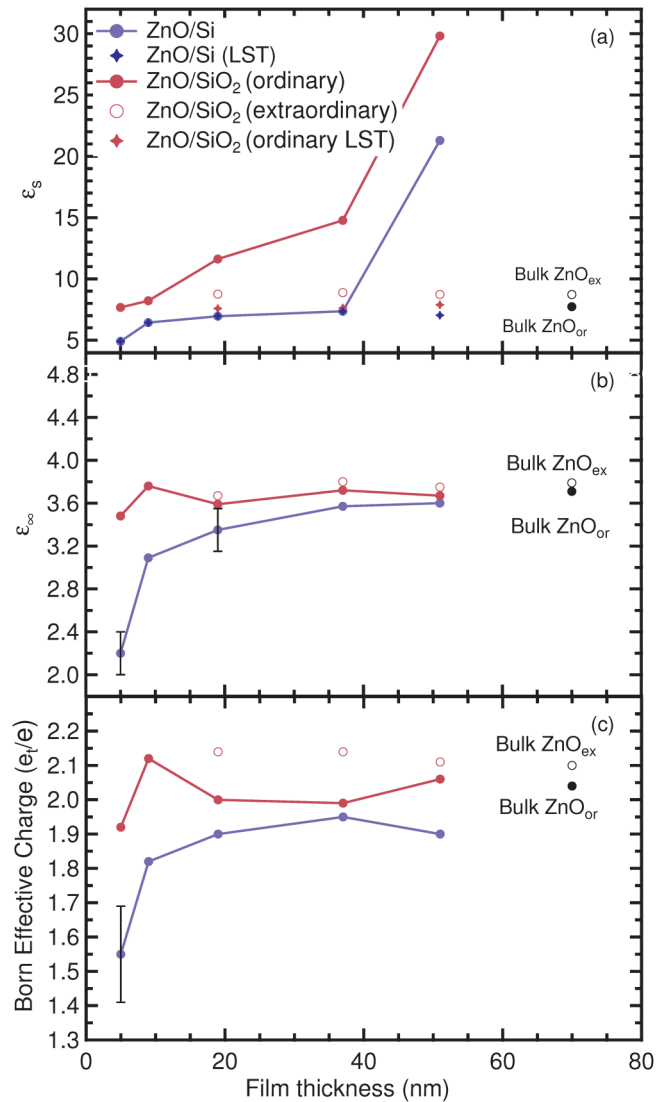 30
25
20
15
10
5
εs
ZnO/Si
ZnO/Si (LST)
ZnO/SiO2 (ordinary)
ZnO/SiO2 (extraordinary)
ZnO/SiO2 (ordinary LST)
(a)
Bulk ZnOex
Bulk ZnOor
4.8
4.4
4.0
3.6
3.2
2.8
2.4
2.0
ε∞
(b)
Bulk ZnOex
Bulk ZnOor
2.2
2.1
2.0
1.9
1.8
1.7
1.6
1.5
1.4
1.3
Born Effective Charge (et/e)
(c)
Bulk ZnOex
Bulk ZnOor
0 20 40 60 80
Film thickness (nm)